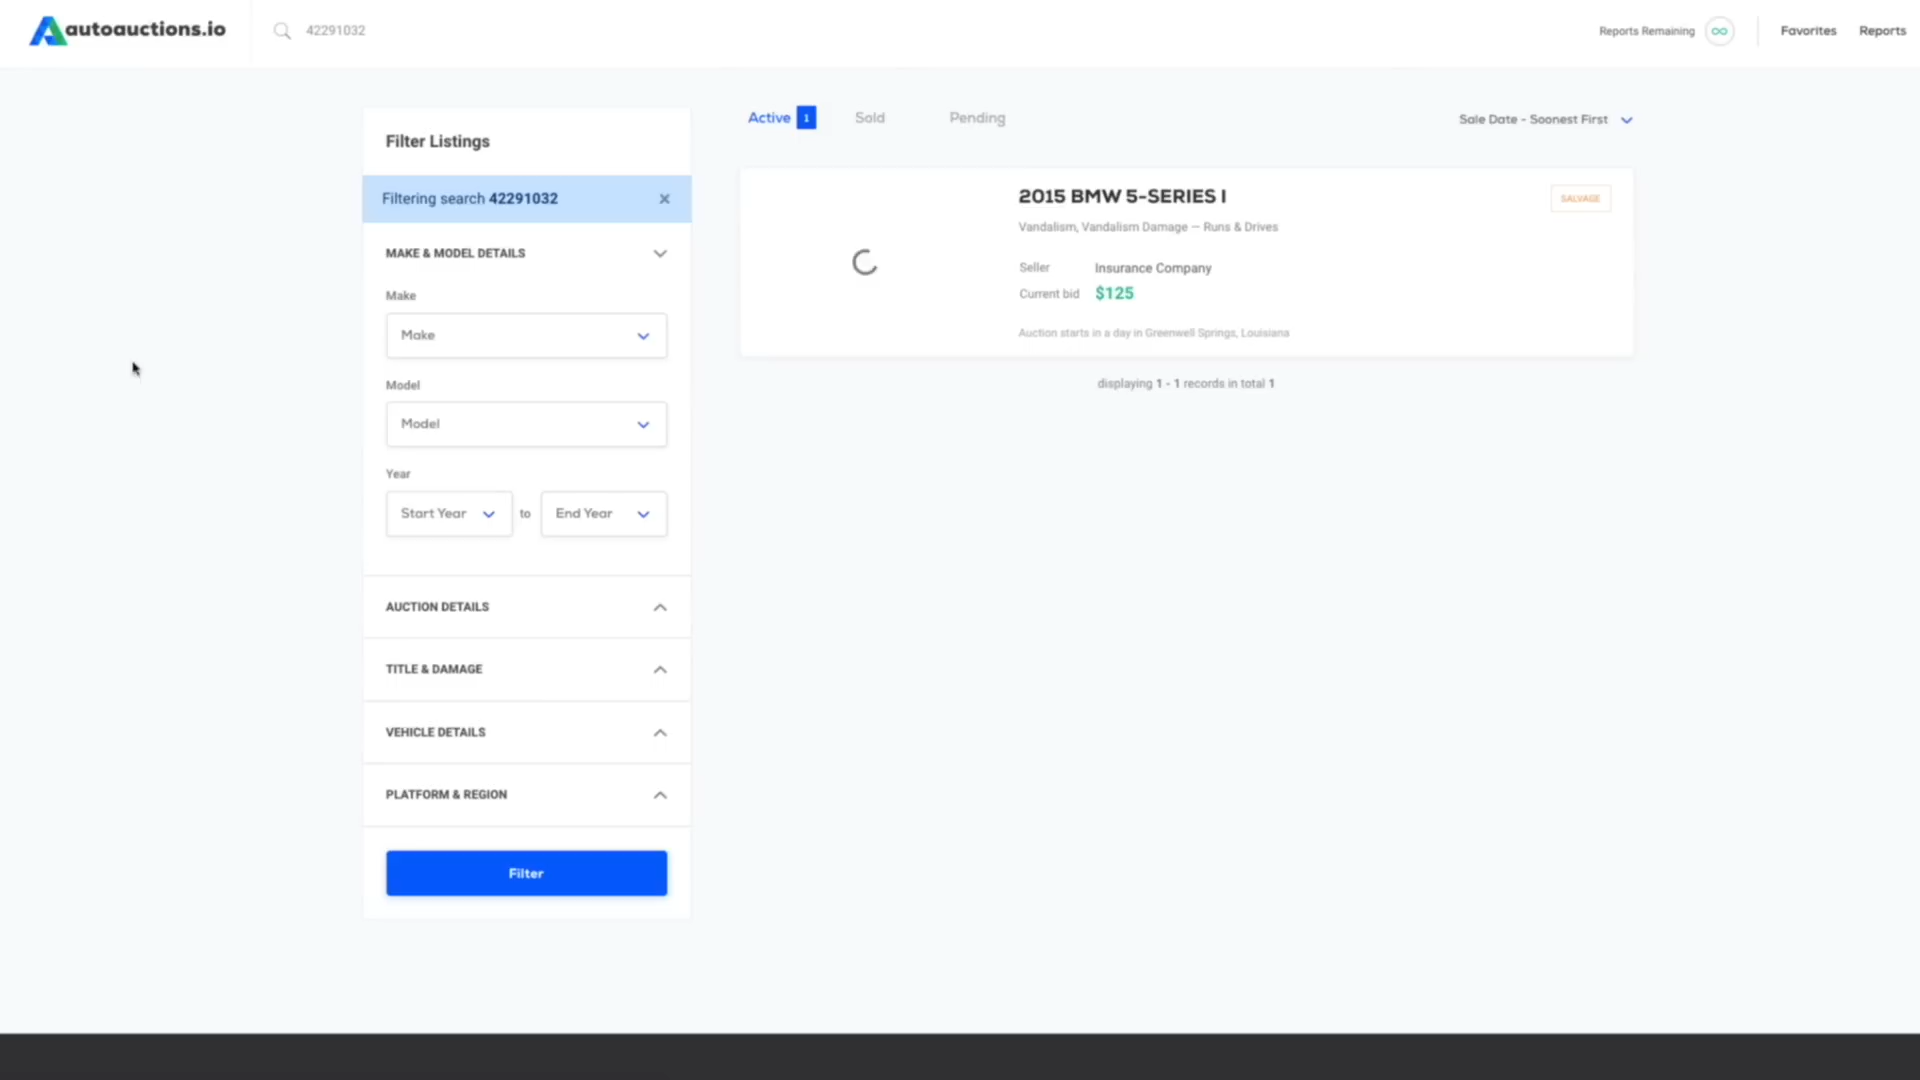 autoauctions.io
42291032
Reports Remaining
Favorites
Reports
Filter Listings
Filtering search 42291032
MAKE & MODEL DETAILS
Make
Make
Model
Model
Year
Start Year to End Year
AUCTION DETAILS
TITLE & DAMAGE
VEHICLE DETAILS
PLATFORM & REGION
Filter
Active 1
Sold
Pending
Sale Date - Soonest First
2015 BMW 5-SERIES I
SALVAGE
Vandalism, Vandalism Damage — Runs & Drives
Seller Insurance Company
Current bid $125
Auction starts in a day in Greenwell Springs, Louisiana
displaying 1 - 1 records in total 1